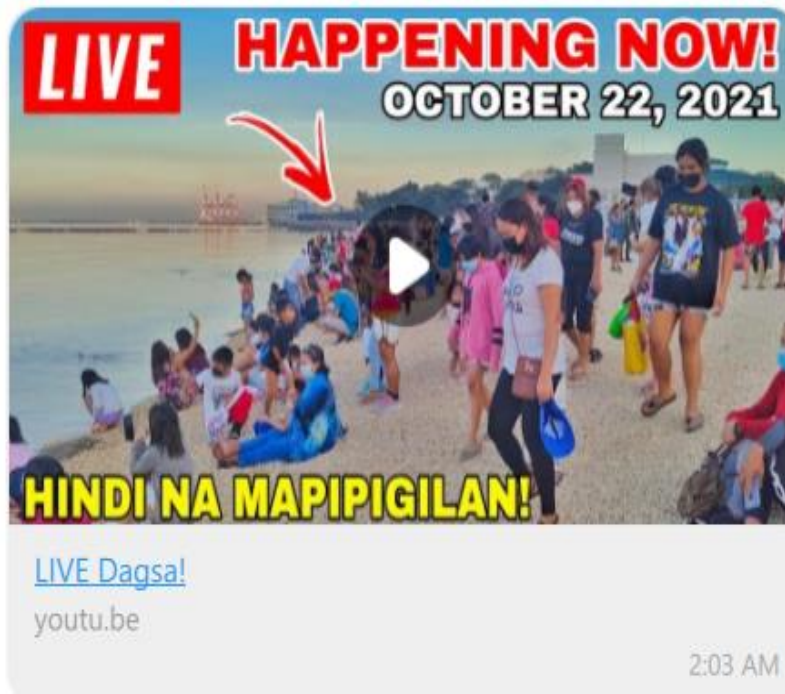 LIVE
HAPPENING NOW!
OCTOBER 22, 2021
HINDI NA MAPIPIGILAN!
LIVE Dagsa!
youtu.be
2:03 AM